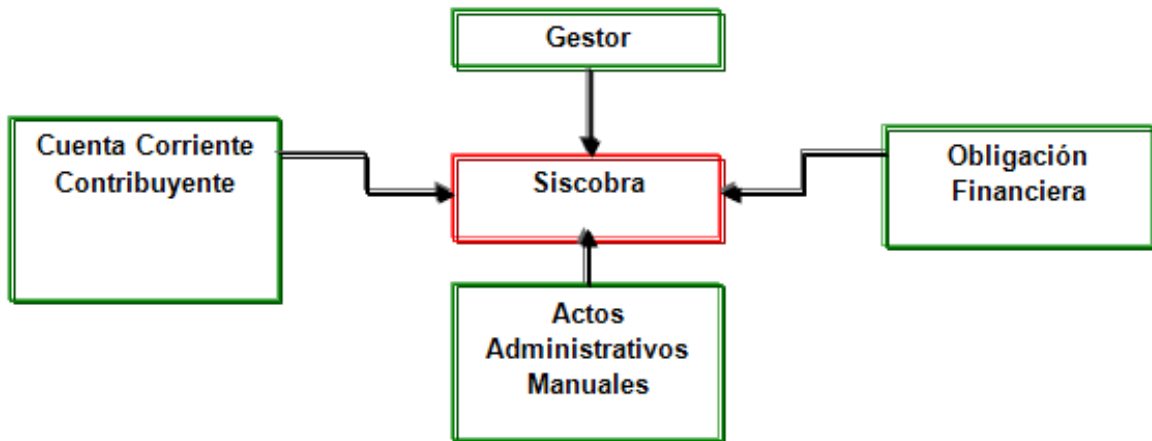 Gestor
Cuenta Corriente
Contribuyente
Siscobra
Obligación
Financiera
Actos
Administrativos
Manuales